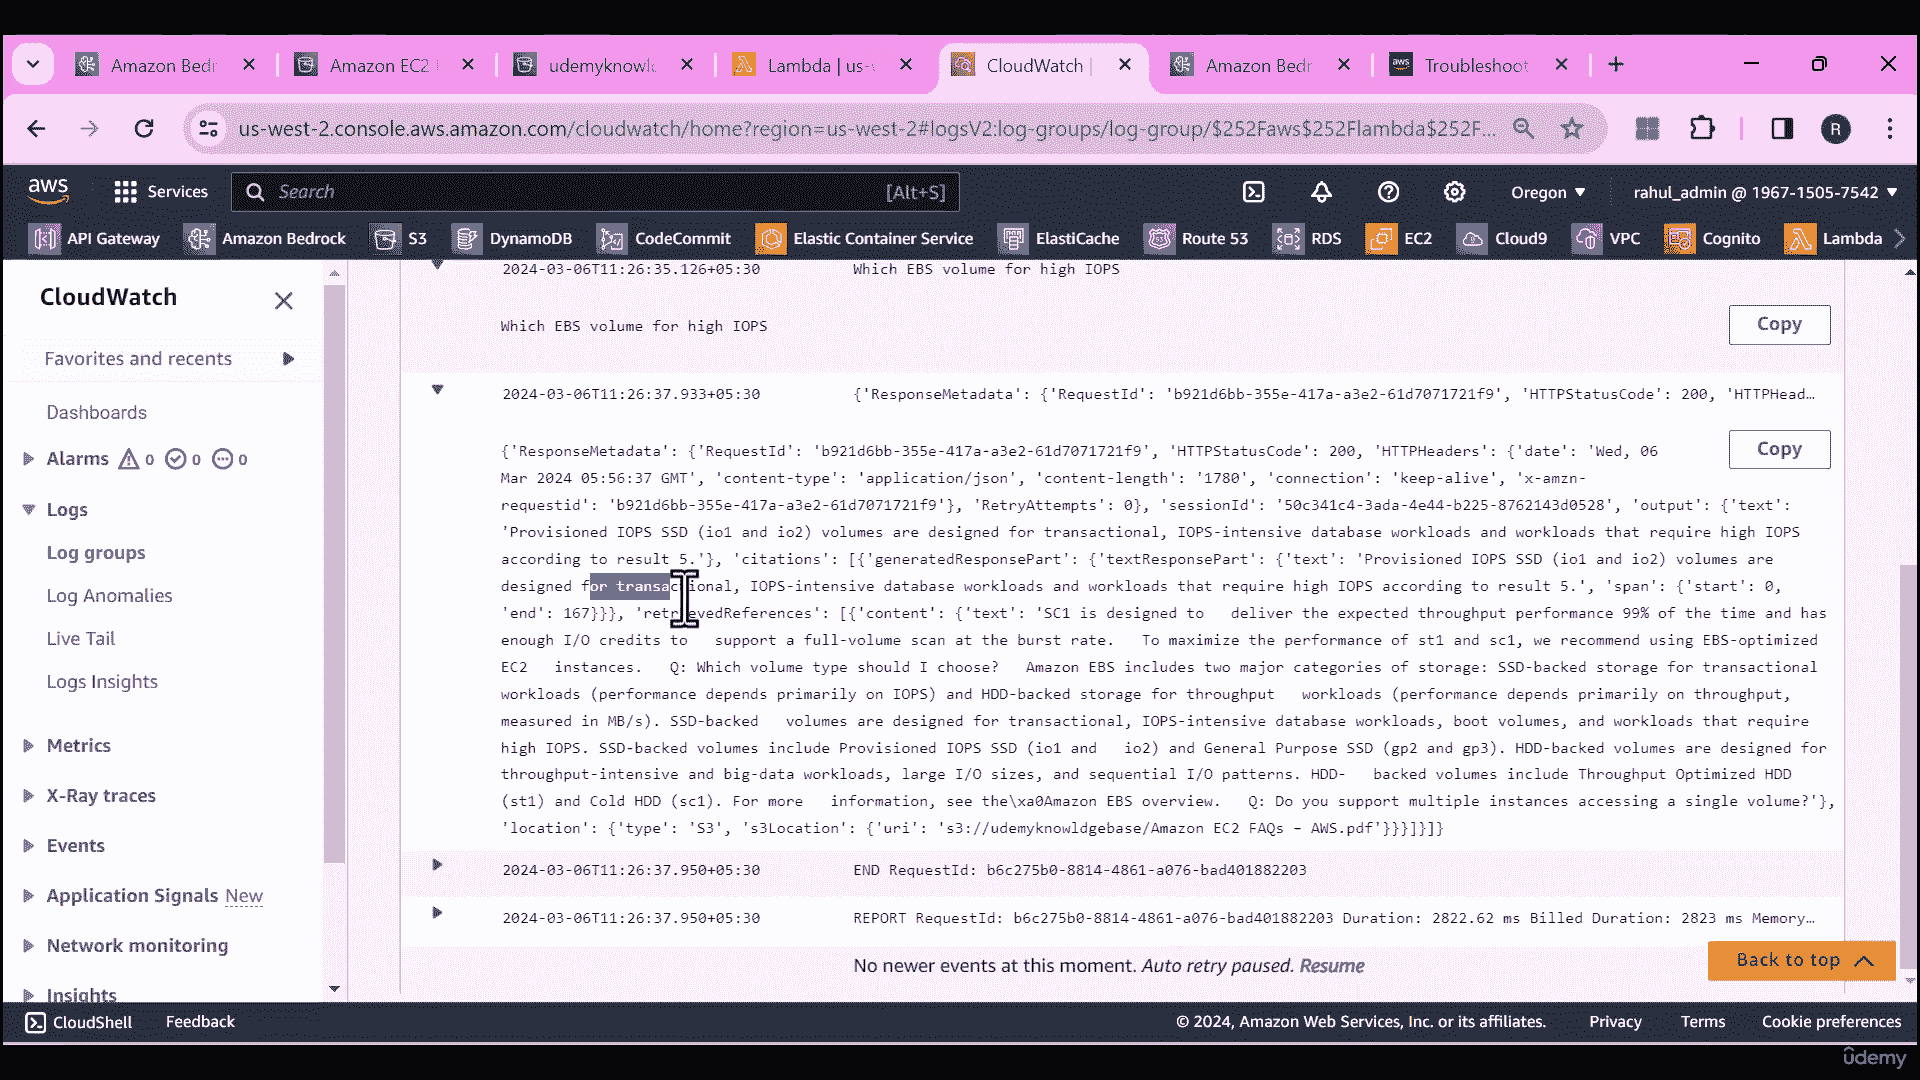 Amazon Bedr
Amazon EC2
udemyknowl
Lambda | us-
CloudWatch |
Amazon Bedr
Troubleshoot
us-west-2.console.aws.amazon.com/cloudwatch/home?region=us-west-2#logsV2:log-groups/log-group/$252Faws$252Flambda$252F...
R
aws
Services
Search
[Alt+S]
Oregon
rahul_admin @ 1967-1505-7542
API Gateway
Amazon Bedrock
S3
DynamoDB
CodeCommit
Elastic Container Service
ElastiCache
Route 53
RDS
EC2
Cloud9
VPC
Cognito
Lambda
CloudWatch
Favorites and recents
Dashboards
Alarms 0 0 0
Logs
Log groups
Log Anomalies
Live Tail
Logs Insights
Metrics
X-Ray traces
Events
Application Signals New
Network monitoring
Insights
2024-03-06T11:26:35.126+05:30 Which EBS volume for high IOPS
Which EBS volume for high IOPS
Copy
2024-03-06T11:26:37.933+05:30 {'ResponseMetadata': {'RequestId': 'b921d6bb-355e-417a-a3e2-61d7071721f9', 'HTTPStatusCode': 200, 'HTTPHead...
Copy
{'ResponseMetadata': {'RequestId': 'b921d6bb-355e-417a-a3e2-61d7071721f9', 'HTTPStatusCode': 200, 'HTTPHeaders': {'date': 'Wed, 06
Mar 2024 05:56:37 GMT', 'content-type': 'application/json', 'content-length': '1780', 'connection': 'keep-alive', 'x-amzn-
requestid': 'b921d6bb-355e-417a-a3e2-61d7071721f9'}, 'RetryAttempts': 0}, 'sessionId': '50c341c4-3ada-4e44-b225-8762143d0528', 'output': {'text':
'Provisioned IOPS SSD (io1 and io2) volumes are designed for transactional, IOPS-intensive database workloads and workloads that require high IOPS
according to result 5.'}, 'citations': [{'generatedResponsePart': {'textResponsePart': {'text': 'Provisioned IOPS SSD (io1 and io2) volumes are
designed for transactional, IOPS-intensive database workloads and workloads that require high IOPS according to result 5.', 'span': {'start': 0,
'end': 167}}}, 'retrievedReferences': [{'content': {'text': 'SC1 is designed to deliver the expected throughput performance 99% of the time and has
enough I/O credits to support a full-volume scan at the burst rate. To maximize the performance of st1 and sc1, we recommend using EBS-optimized
EC2 instances. Q: Which volume type should I choose? Amazon EBS includes two major categories of storage: SSD-backed storage for transactional
workloads (performance depends primarily on IOPS) and HDD-backed storage for throughput workloads (performance depends primarily on throughput,
measured in MB/s). SSD-backed volumes are designed for transactional, IOPS-intensive database workloads, boot volumes, and workloads that require
high IOPS. SSD-backed volumes include Provisioned IOPS SSD (io1 and io2) and General Purpose SSD (gp2 and gp3). HDD-backed volumes are designed for
throughput-intensive and big-data workloads, large I/O sizes, and sequential I/O patterns. HDD- backed volumes include Throughput Optimized HDD
(st1) and Cold HDD (sc1). For more information, see the\xa0Amazon EBS overview. Q: Do you support multiple instances accessing a single volume?'},
'location': {'type': 'S3', 's3Location': {'uri': 's3://udemyknowldgebase/Amazon EC2 FAQs – AWS.pdf'}}}]}]}
2024-03-06T11:26:37.950+05:30 END RequestId: b6c275b0-8814-4861-a076-bad401882203
2024-03-06T11:26:37.950+05:30 REPORT RequestId: b6c275b0-8814-4861-a076-bad401882203 Duration: 2822.62 ms Billed Duration: 2823 ms Memory...
No newer events at this moment. Auto retry paused. Resume
Back to top
CloudShell
Feedback
© 2024, Amazon Web Services, Inc. or its affiliates.
Privacy
Terms
Cookie preferences
udemy